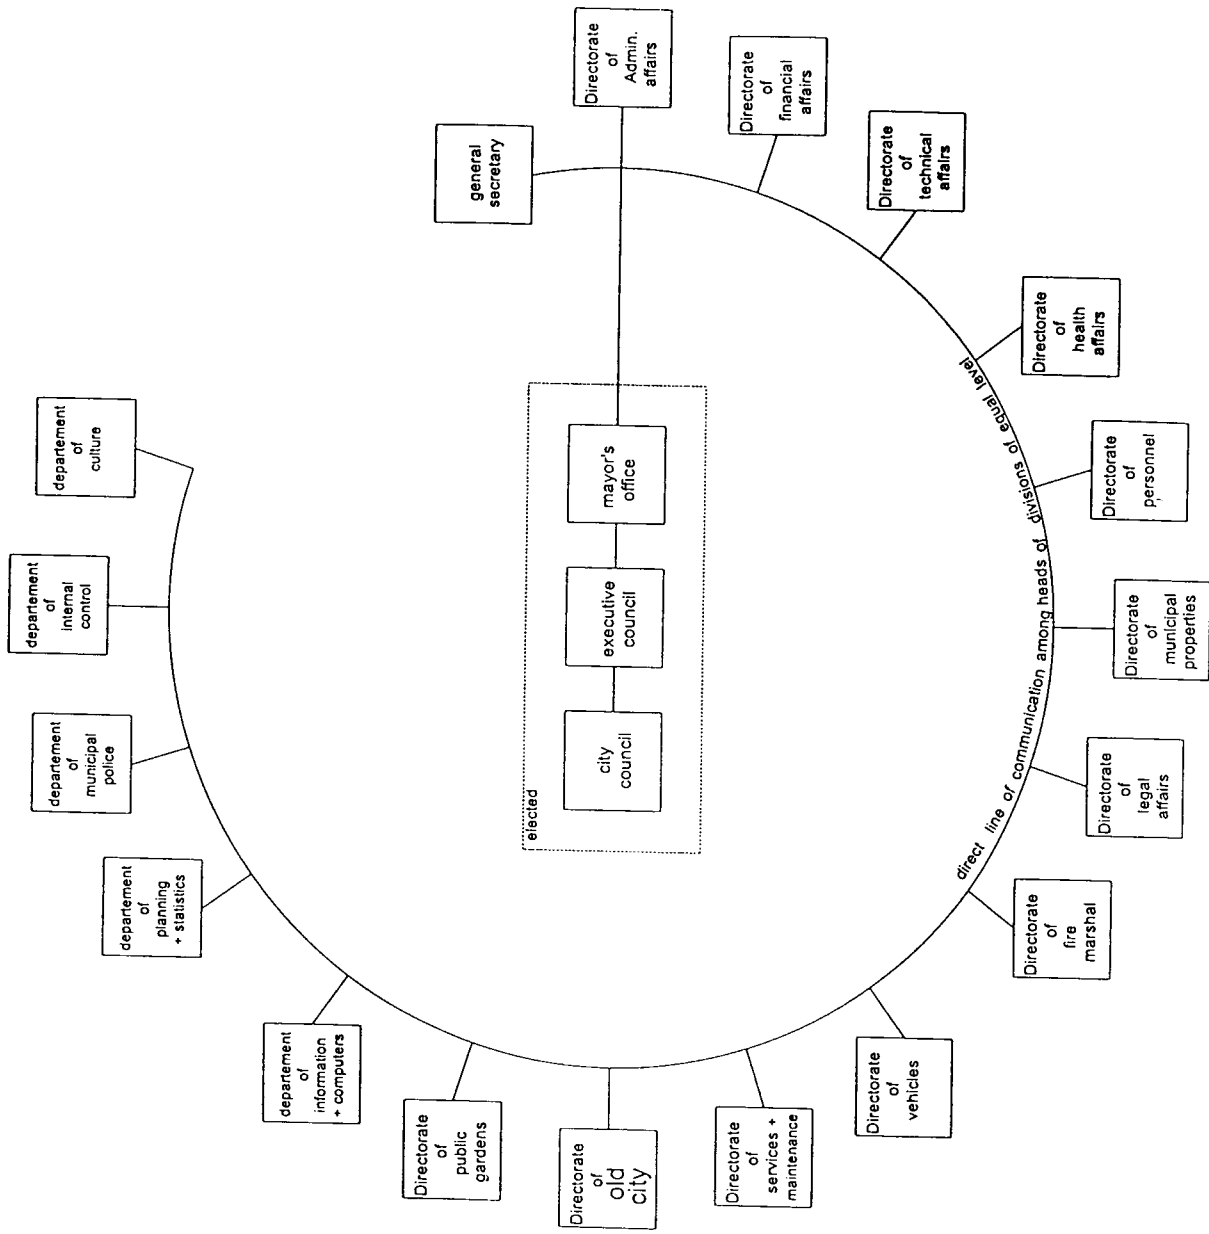 general
secretary
Directorate
of
Admin.
affairs
Directorate
of
financial
affairs
Directorate
of
technical
affairs
Directorate
of
health
affairs
Directorate
of
personnel
Directorate
of
municipal
properties
Directorate
of
legal
affairs
Directorate
of
fire
marshal
Directorate
of
vehicles
Directorate
of
services +
maintenance
Directorate
of
old
city
Directorate
of
public
gardens
departement
of
information
+ computers
departement
of
planning
+ statistics
departement
of
municipal
police
departement
of
internal
control
departement
of
culture
elected
city
council
executive
council
mayor's
office
direct line of communication among heads of divisions of equal level